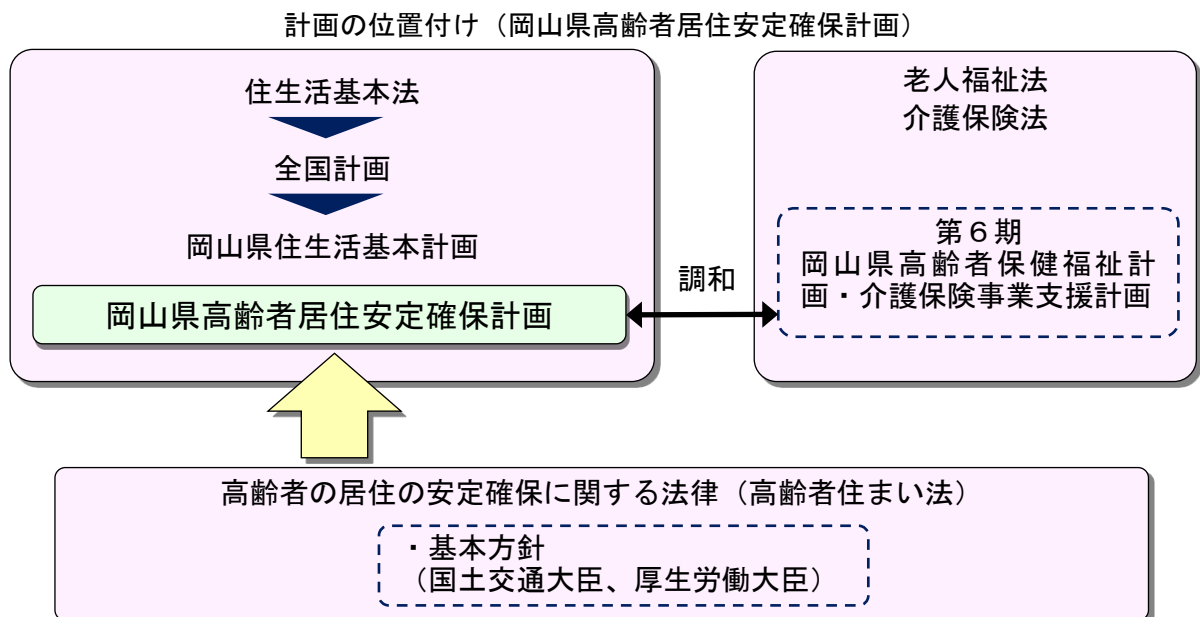 計画の位置付け（岡山県高齢者居住安定確保計画）
住生活基本法
全国計画
岡山県住生活基本計画
岡山県高齢者居住安定確保計画
調和
老人福祉法
介護保険法
第６期
岡山県高齢者保健福祉計
画・介護保険事業支援計画
高齢者の居住の安定確保に関する法律（高齢者住まい法）
・基本方針
（国土交通大臣、厚生労働大臣）